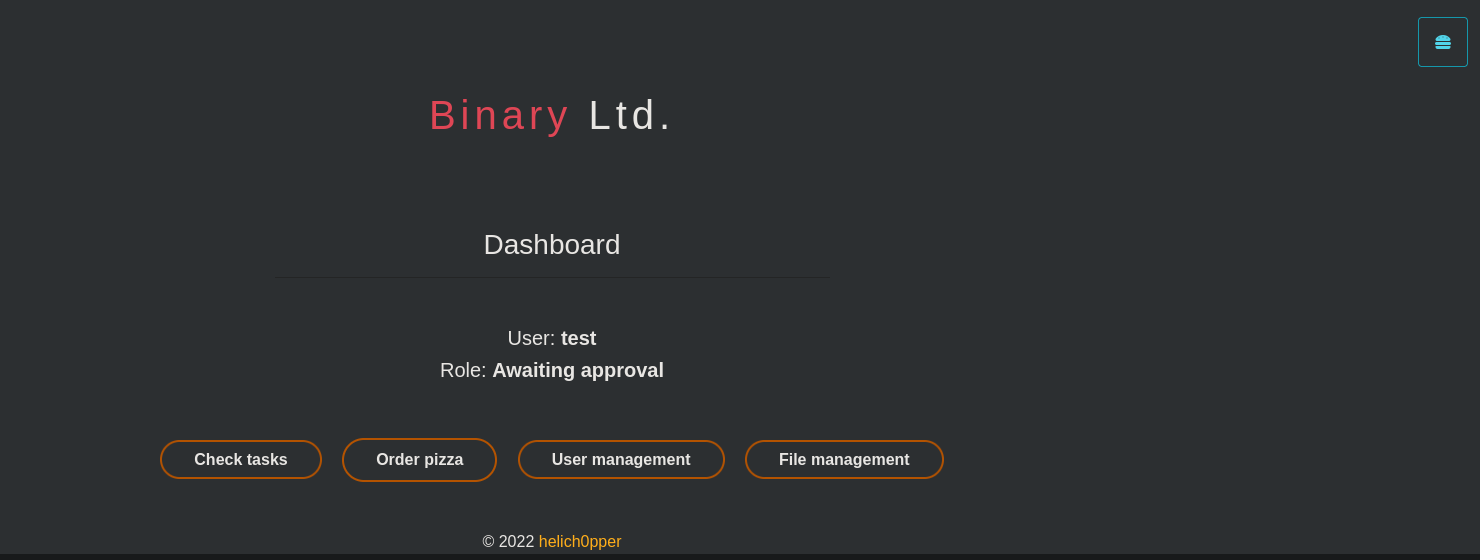 Binary Ltd.
Dashboard
User: test
Role: Awaiting approval
Check tasks Order pizza User management File management
© 2022 helich0pper